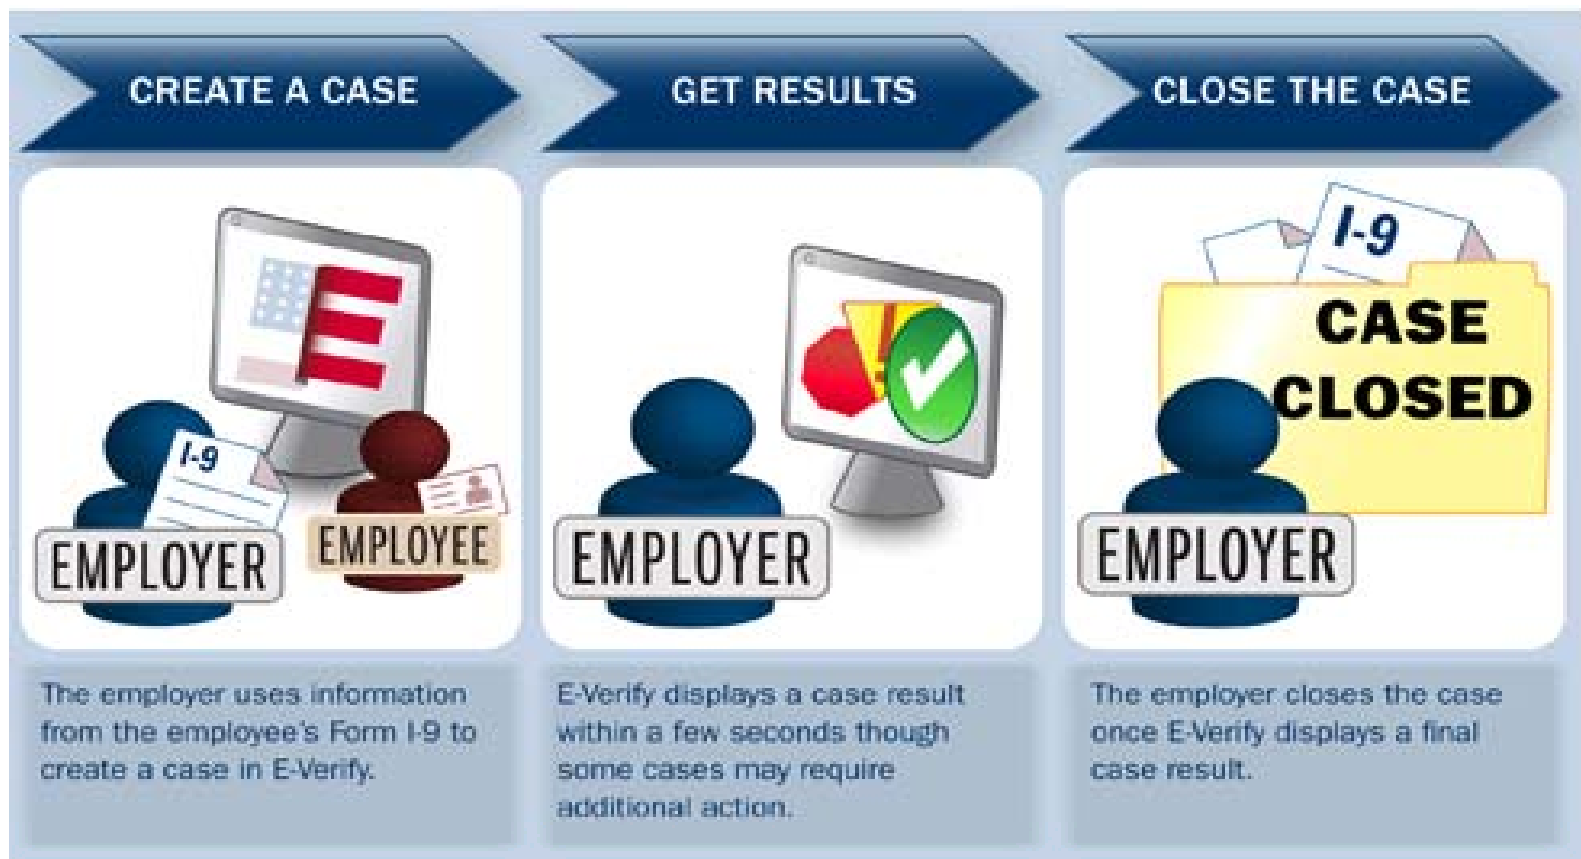 CREATE A CASE
GET RESULTS
CLOSE THE CASE
I-9
EMPLOYER
EMPLOYEE
EMPLOYER
I-9
CASE
CLOSED
EMPLOYER
The employer uses information
from the employee's Form I-9 to
create a case in E-Verify.
E-Verify displays a case result
within a few seconds though
some cases may require
additional action.
The employer closes the case
once E-Verify displays a final
case result.